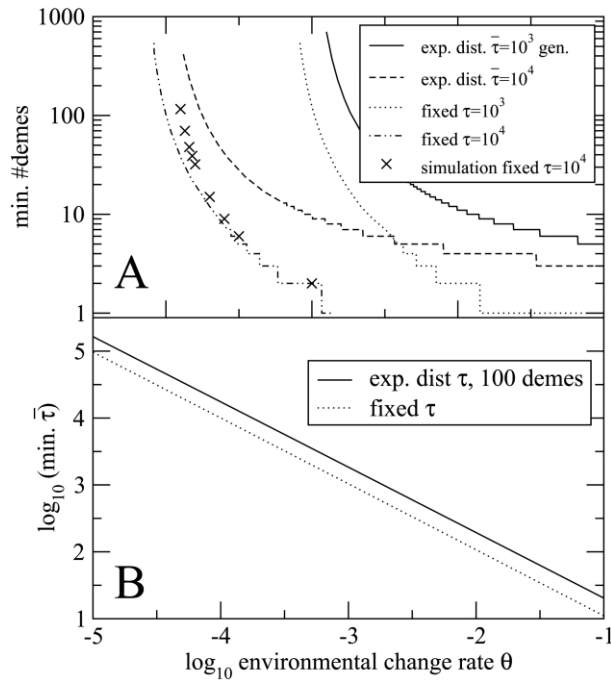 1000
100
10
1
min. #demes
A
exp. dist. τ̄=10³ gen.
exp. dist. τ̄=10⁴
fixed τ=10³
fixed τ=10⁴
simulation fixed τ=10⁴
5
4
3
2
1
log₁₀ (min. τ̄)
B
exp. dist τ, 100 demes
fixed τ
-5 -4 -3 -2 -1
log₁₀ environmental change rate θ